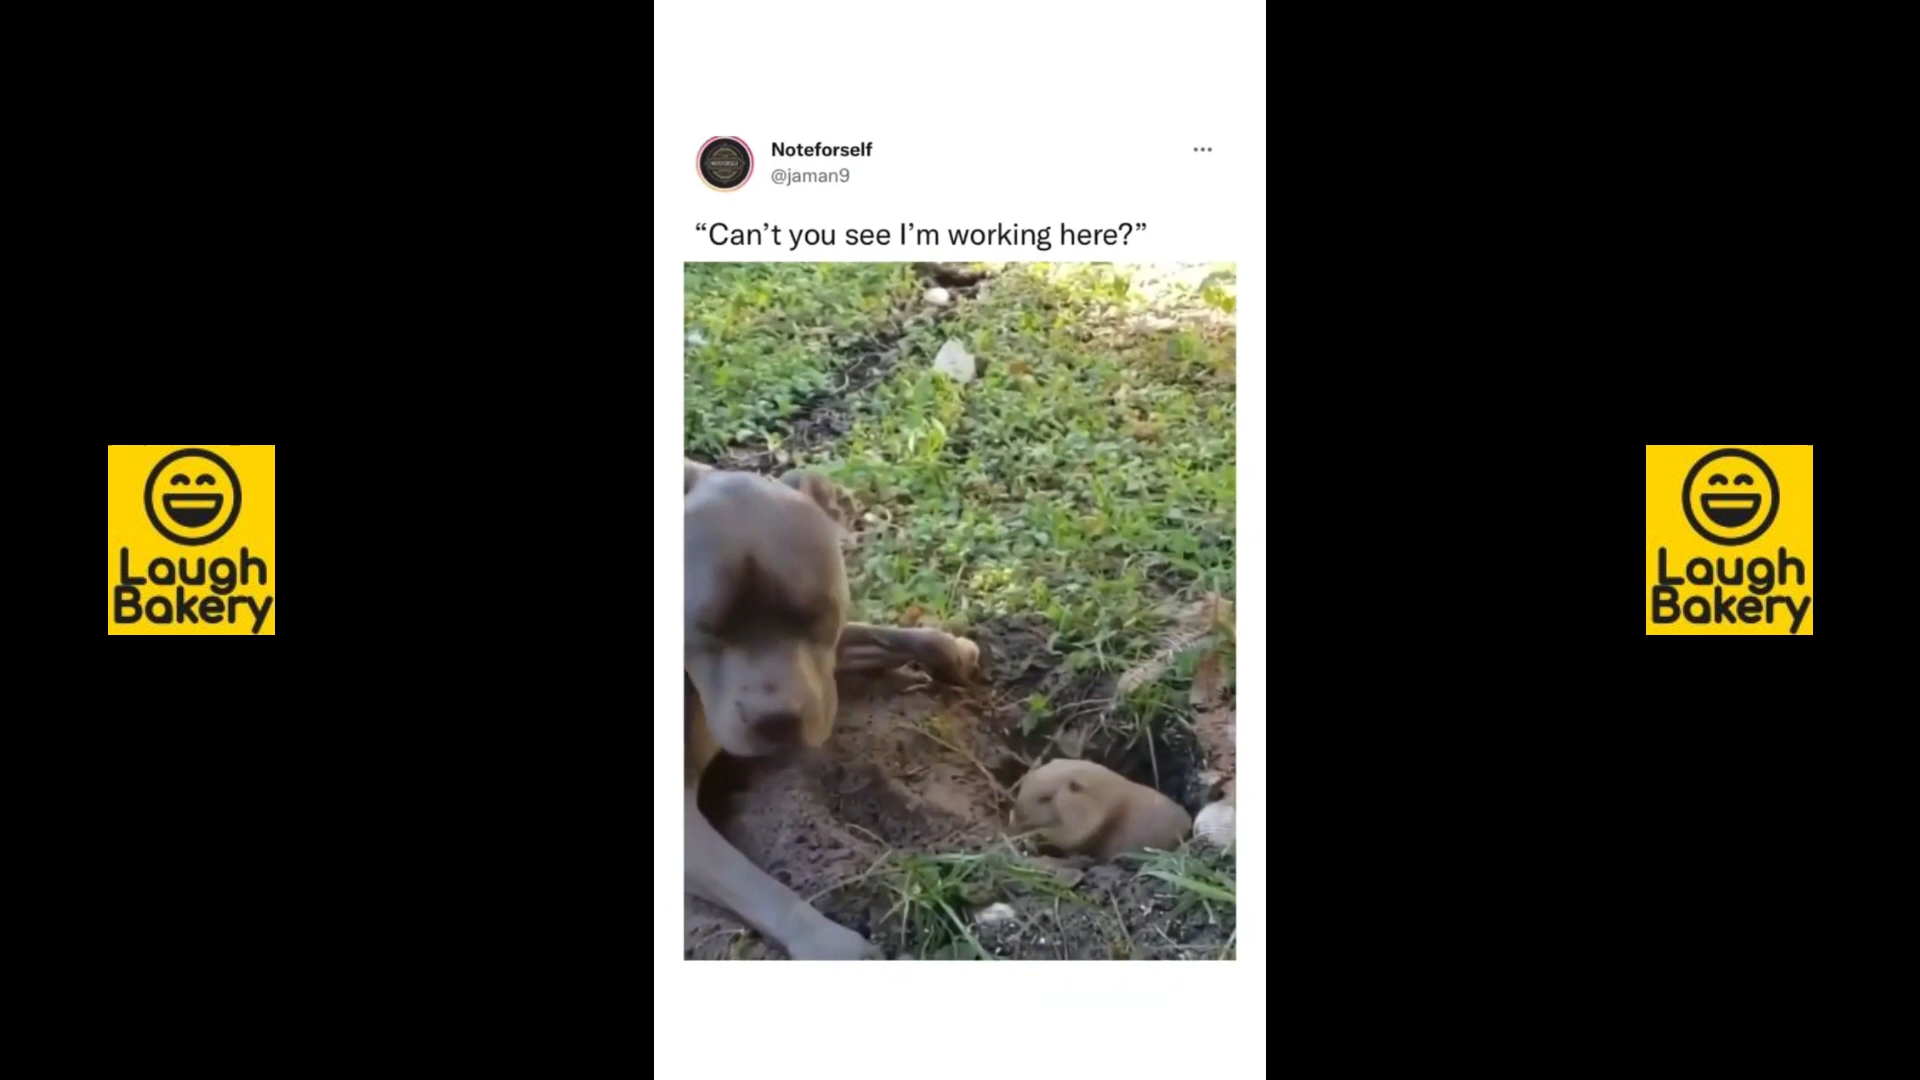 Noteforself
@jaman9
“Can’t you see I’m working here?”
Laugh
Bakery
Laugh
Bakery